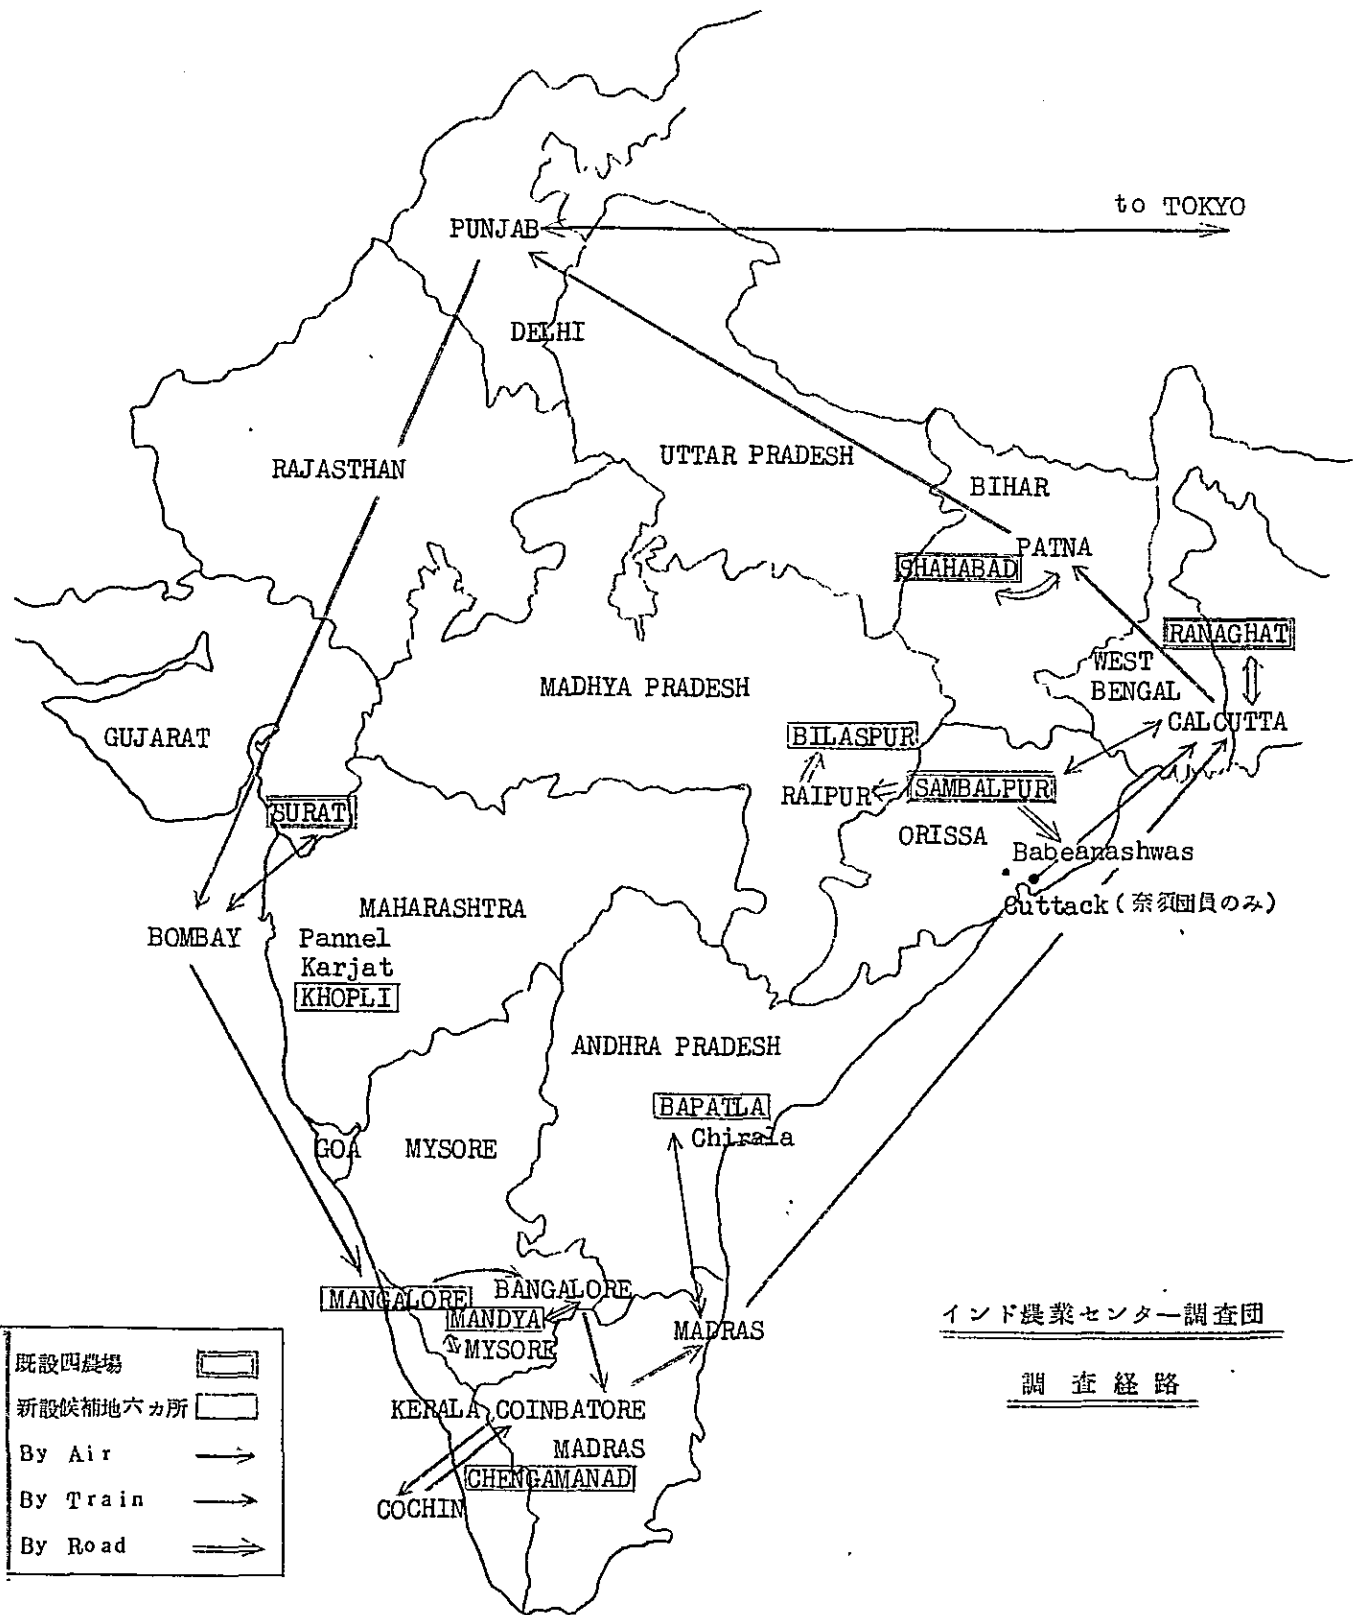 to TOKYO
PUNJAB
DELHI
RAJASTHAN
UTTAR PRADESH
BIHAR
PATNA
SHAHABAD
RANAGHAT
WEST
BENGAL
MADHYA PRADESH
GUJARAT
CALCUTTA
BILASPUR
SURAT
RAIPUR
SAMBALPUR
ORISSA
Babeanashwas
Cuttack (奈須団員のみ)
MAHARASHTRA
BOMBAY
Pannel
Karjat
KHOPLI
ANDHRA PRADESH
BAPATLA
Chirala
GOA
MYSORE
MANGALORE
BANGALORE
MANDYA
MYSORE
MADRAS
KERALA
COINBATORE
MADRAS
CHENGAMANAD
COCHIN
インド農業センター調査団
調査経路
既設四農場
新設候補地六ヵ所
By Air
By Train
By Road